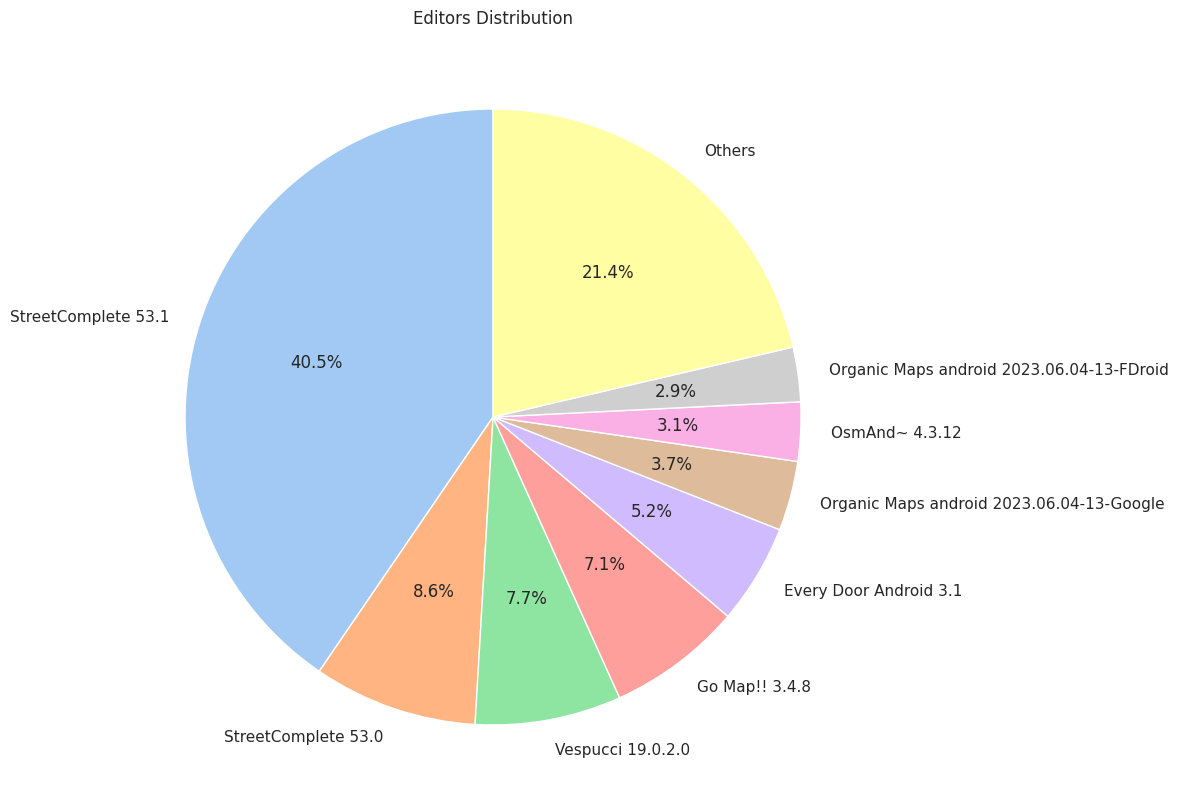 Editors Distribution
Others
21.4%
StreetComplete 53.1
40.5%
Organic Maps android 2023.06.04-13-FDroid
2.9%
OsmAnd~ 4.3.12
3.1%
Organic Maps android 2023.06.04-13-Google
3.7%
Every Door Android 3.1
5.2%
Go Map!! 3.4.8
7.1%
Vespucci 19.0.2.0
7.7%
StreetComplete 53.0
8.6%